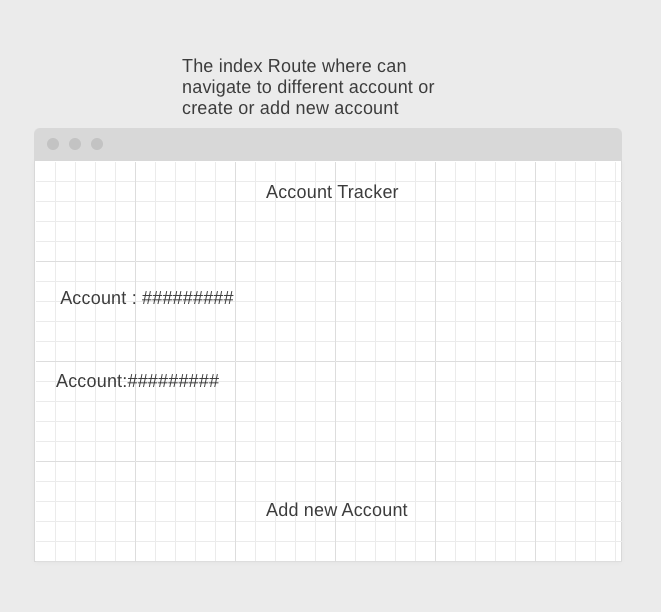 The index Route where can
navigate to different account or
create or add new account
Account Tracker
Account : #########
Account:#########
Add new Account